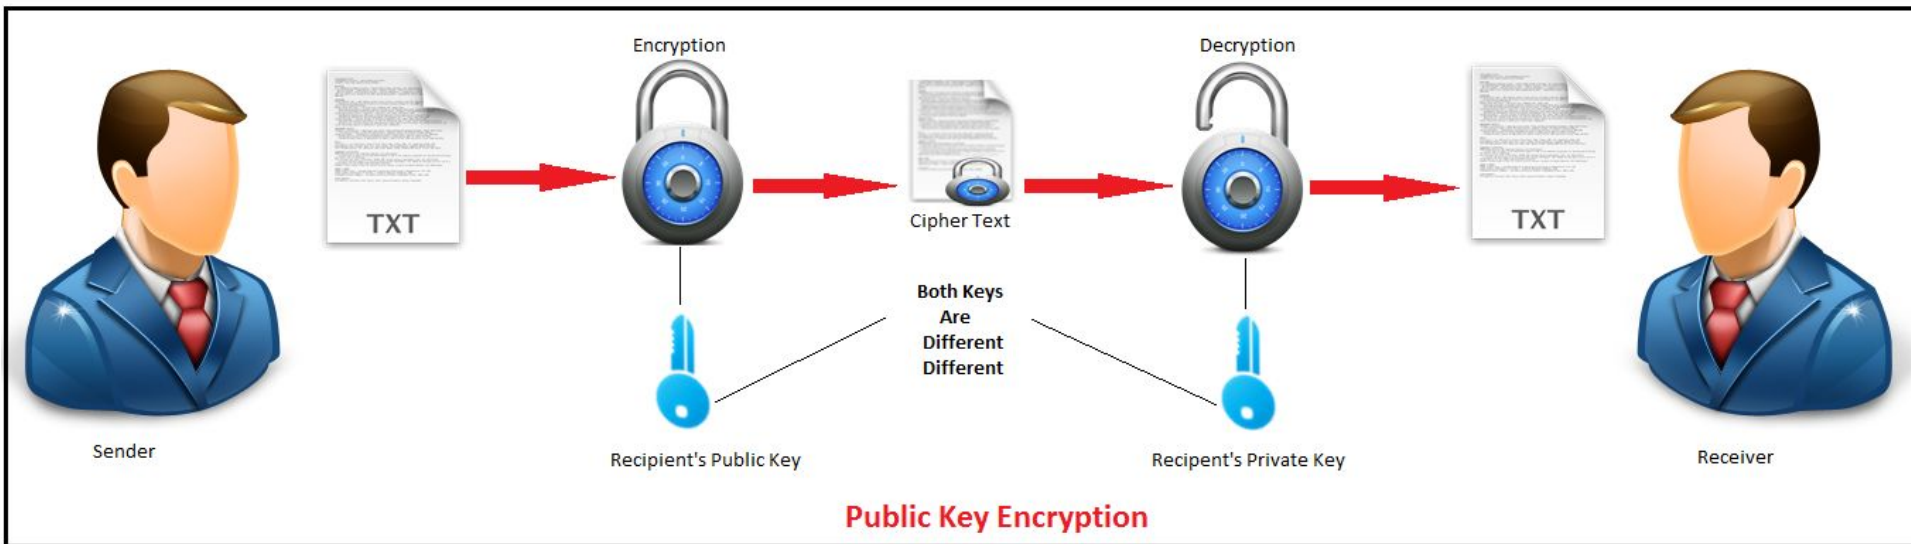 Encryption
Decryption
TXT
Cipher Text
TXT
Both Keys
Are
Different
Different
Sender
Recipient's Public Key
Recipent's Private Key
Receiver
Public Key Encryption